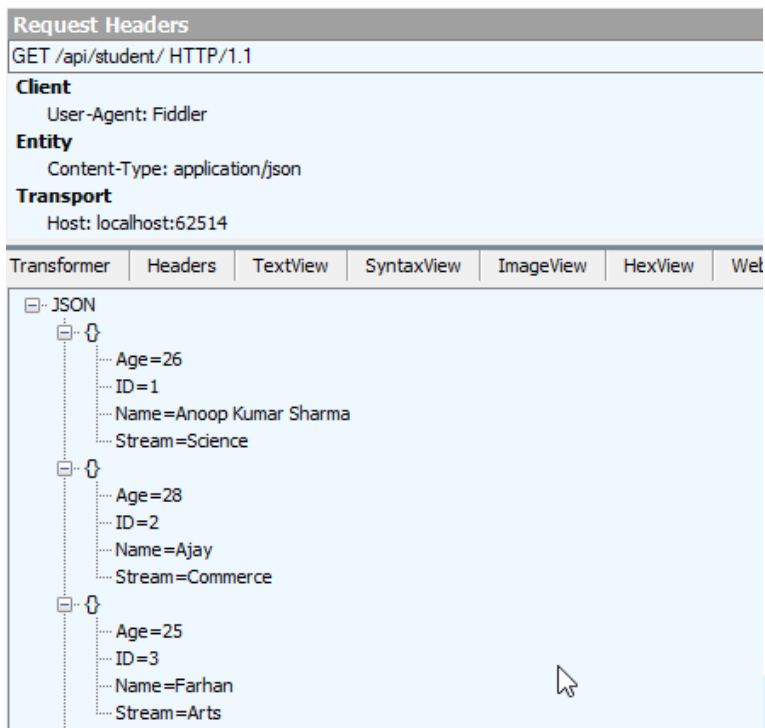 Request Headers
GET /api/student/ HTTP/1.1
Client
User-Agent: Fiddler
Entity
Content-Type: application/json
Transport
Host: localhost:62514
Transformer Headers TextView SyntaxView ImageView HexView Web
JSON
{}
Age=26
ID=1
Name=Anoop Kumar Sharma
Stream=Science
{}
Age=28
ID=2
Name=Ajay
Stream=Commerce
{}
Age=25
ID=3
Name=Farhan
Stream=Arts